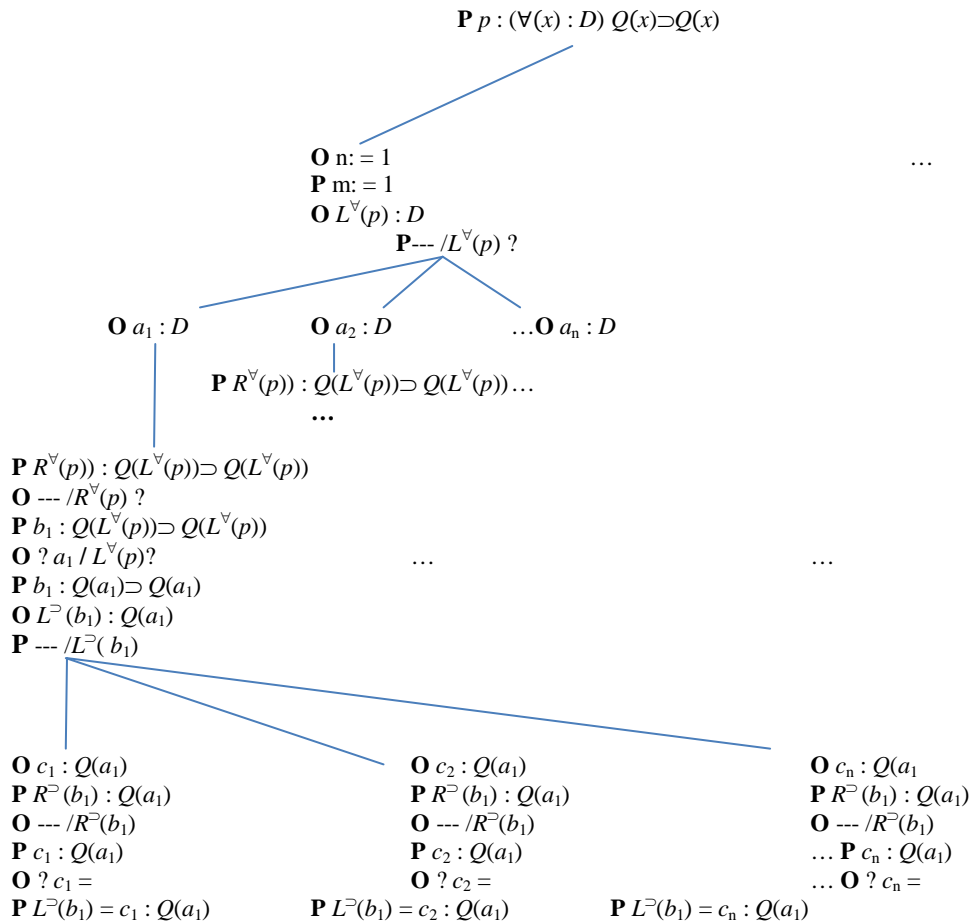 P p : (∀(x) : D) Q(x)⊃Q(x)
O n: = 1 …
P m: = 1
O L^∀(p) : D
P--- /L^∀(p) ?
O a₁ : D O a₂ : D …O aₙ : D
P R^∀(p)) : Q(L^∀(p))⊃ Q(L^∀(p)) …
…
P R^∀(p)) : Q(L^∀(p))⊃ Q(L^∀(p))
O --- /R^∀(p) ?
P b₁ : Q(L^∀(p))⊃ Q(L^∀(p))
O ? a₁ / L^∀(p)? … …
P b₁ : Q(a₁)⊃ Q(a₁)
O L^⊃ (b₁) : Q(a₁)
P --- /L^⊃( b₁)
O c₁ : Q(a₁) O c₂ : Q(a₁) O cₙ : Q(a₁
P R^⊃ (b₁) : Q(a₁) P R^⊃ (b₁) : Q(a₁) P R^⊃ (b₁) : Q(a₁)
O --- /R^⊃(b₁) O --- /R^⊃(b₁) O --- /R^⊃(b₁)
P c₁ : Q(a₁) P c₂ : Q(a₁) … P cₙ : Q(a₁)
O ? c₁ = O ? c₂ = … O ? cₙ =
P L^⊃(b₁) = c₁ : Q(a₁) P L^⊃(b₁) = c₂ : Q(a₁) P L^⊃(b₁) = cₙ : Q(a₁)